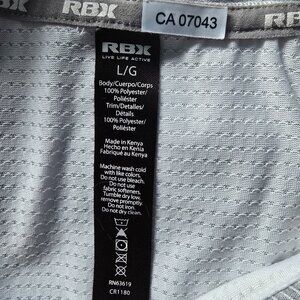 RBX
CA 07043
RBX
RBX
LIVE LIFE ACTIVE
L/G
Body/Cuerpo/Corps
100% Polyester/
Poliéster
Trim/Detalles/
Détails
100% Polyester/
Poliéster
Made in Kenya
Hecho en Kenia
Fabriqué au Kenya
Machine wash cold
with like colors.
Do not use bleach.
Do not use fabric
softeners.
Tumble dry low,
remove promptly.
Do not iron.
Do not dry clean.
RN63619
CR1180